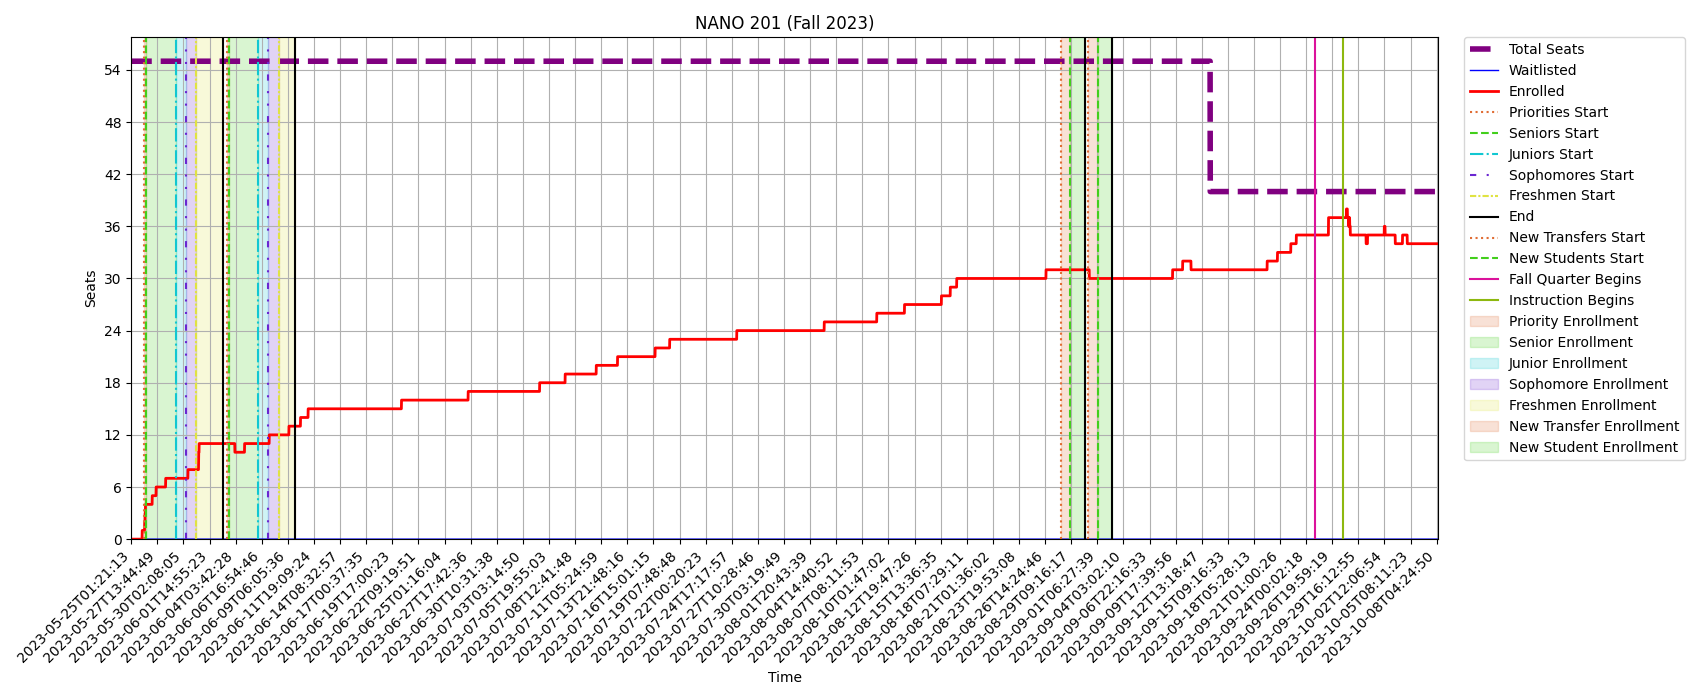 NANO 201 (Fall 2023)
54
48
42
36
30
24
18
12
6
0
Seats
2023-05-25T01:21:13
2023-05-27T13:44:49
2023-05-30T02:08:05
2023-06-01T14:55:23
2023-06-04T03:42:28
2023-06-06T16:54:46
2023-06-09T06:05:36
2023-06-11T19:09:24
2023-06-14T08:32:57
2023-06-17T00:37:35
2023-06-19T17:00:23
2023-06-22T09:19:51
2023-06-25T01:16:04
2023-06-27T17:42:36
2023-06-30T10:31:38
2023-07-03T03:14:50
2023-07-05T19:55:03
2023-07-08T12:41:48
2023-07-11T05:24:59
2023-07-13T21:48:16
2023-07-16T15:01:15
2023-07-19T07:48:48
2023-07-22T00:20:23
2023-07-24T17:17:57
2023-07-27T10:28:46
2023-07-30T03:19:49
2023-08-01T20:43:39
2023-08-04T14:40:52
2023-08-07T08:11:53
2023-08-10T01:47:02
2023-08-12T19:47:26
2023-08-15T13:36:35
2023-08-18T07:29:11
2023-08-21T01:36:02
2023-08-23T19:53:08
2023-08-26T14:24:46
2023-08-29T09:16:17
2023-09-01T06:27:39
2023-09-04T03:02:10
2023-09-06T22:16:33
2023-09-09T17:39:56
2023-09-12T13:18:47
2023-09-15T09:16:33
2023-09-18T05:28:13
2023-09-21T01:00:26
2023-09-24T00:02:18
2023-09-26T19:59:19
2023-09-29T16:12:55
2023-10-02T12:06:54
2023-10-05T08:11:23
2023-10-08T04:24:50
Time
Total Seats
Waitlisted
Enrolled
Priorities Start
Seniors Start
Juniors Start
Sophomores Start
Freshmen Start
End
New Transfers Start
New Students Start
Fall Quarter Begins
Instruction Begins
Priority Enrollment
Senior Enrollment
Junior Enrollment
Sophomore Enrollment
Freshmen Enrollment
New Transfer Enrollment
New Student Enrollment